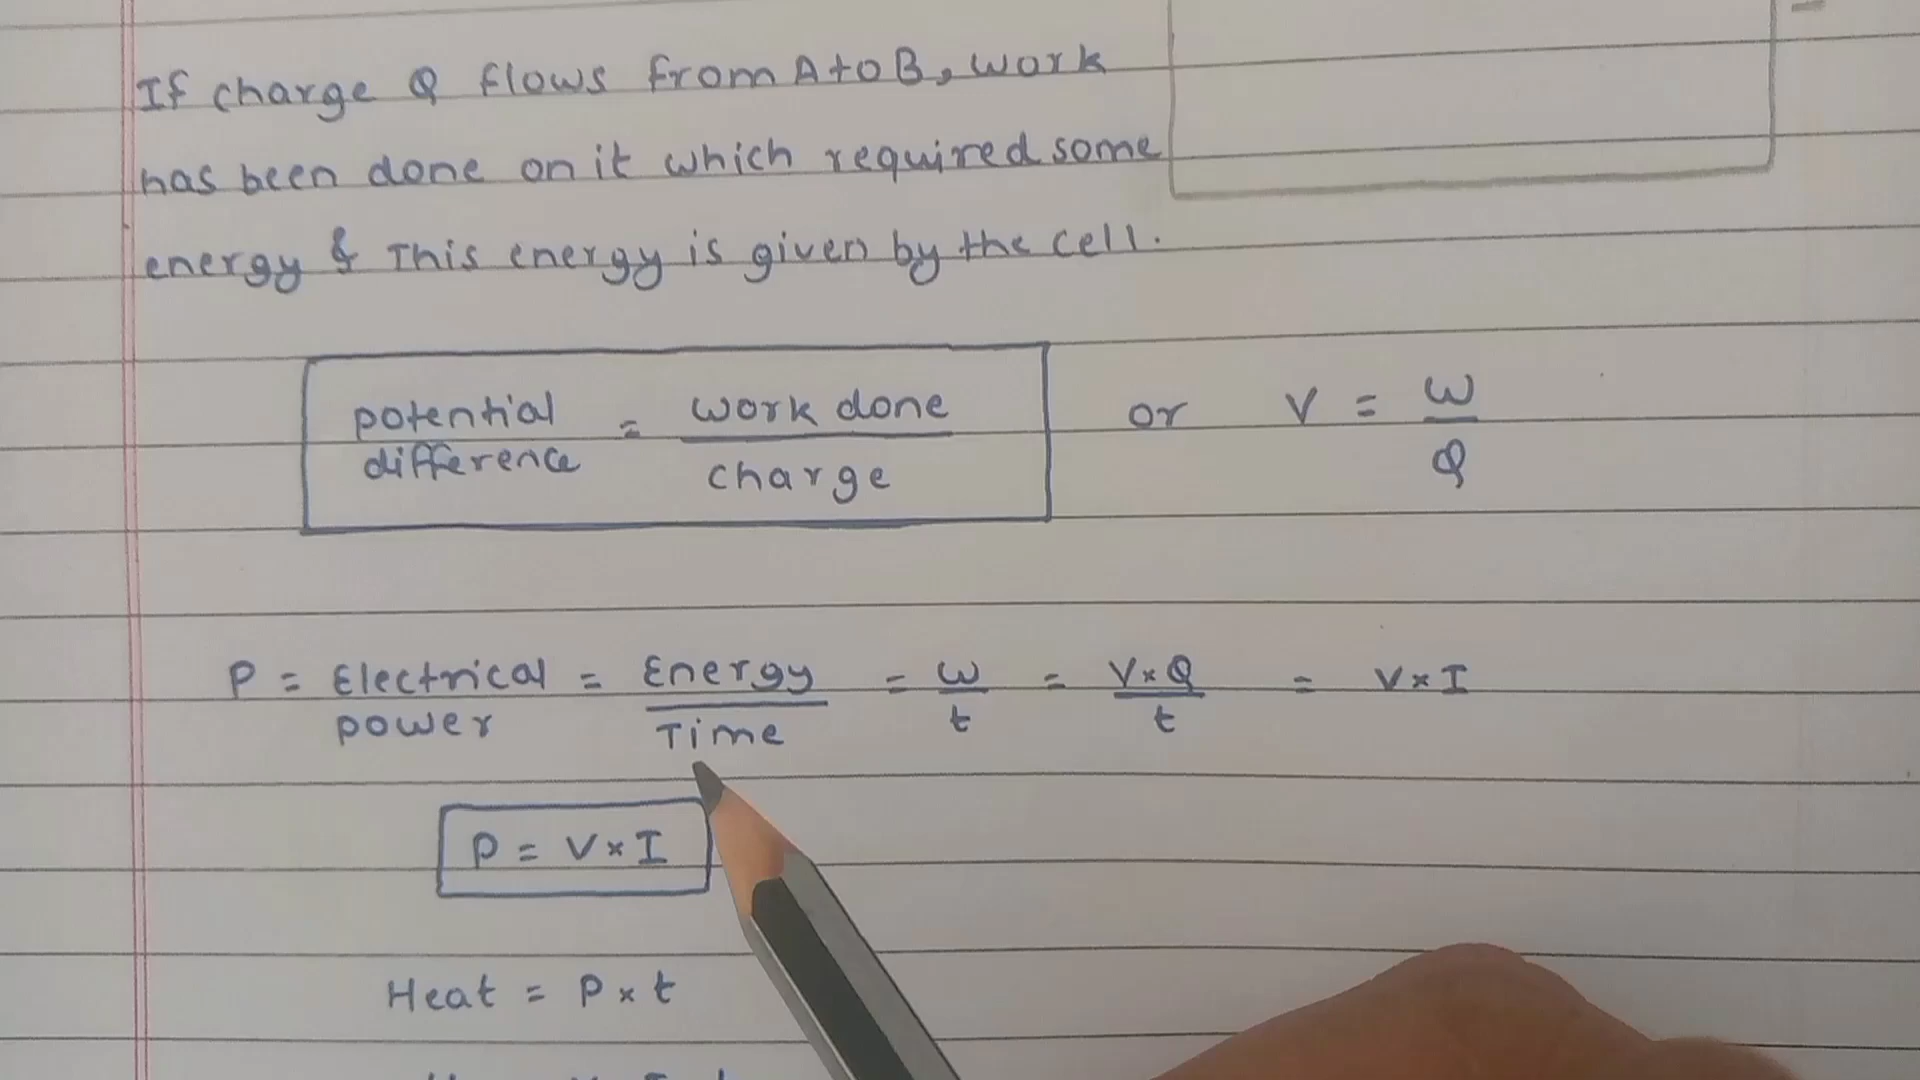 If charge Q flows from A to B, work
has been done on it which required some
energy & This energy is given by the cell.
potential difference = work done / charge or V = W / Q
P = Electrical power = Energy / Time = W / t = V × Q / t = V × I
P = V × I
Heat = P × t